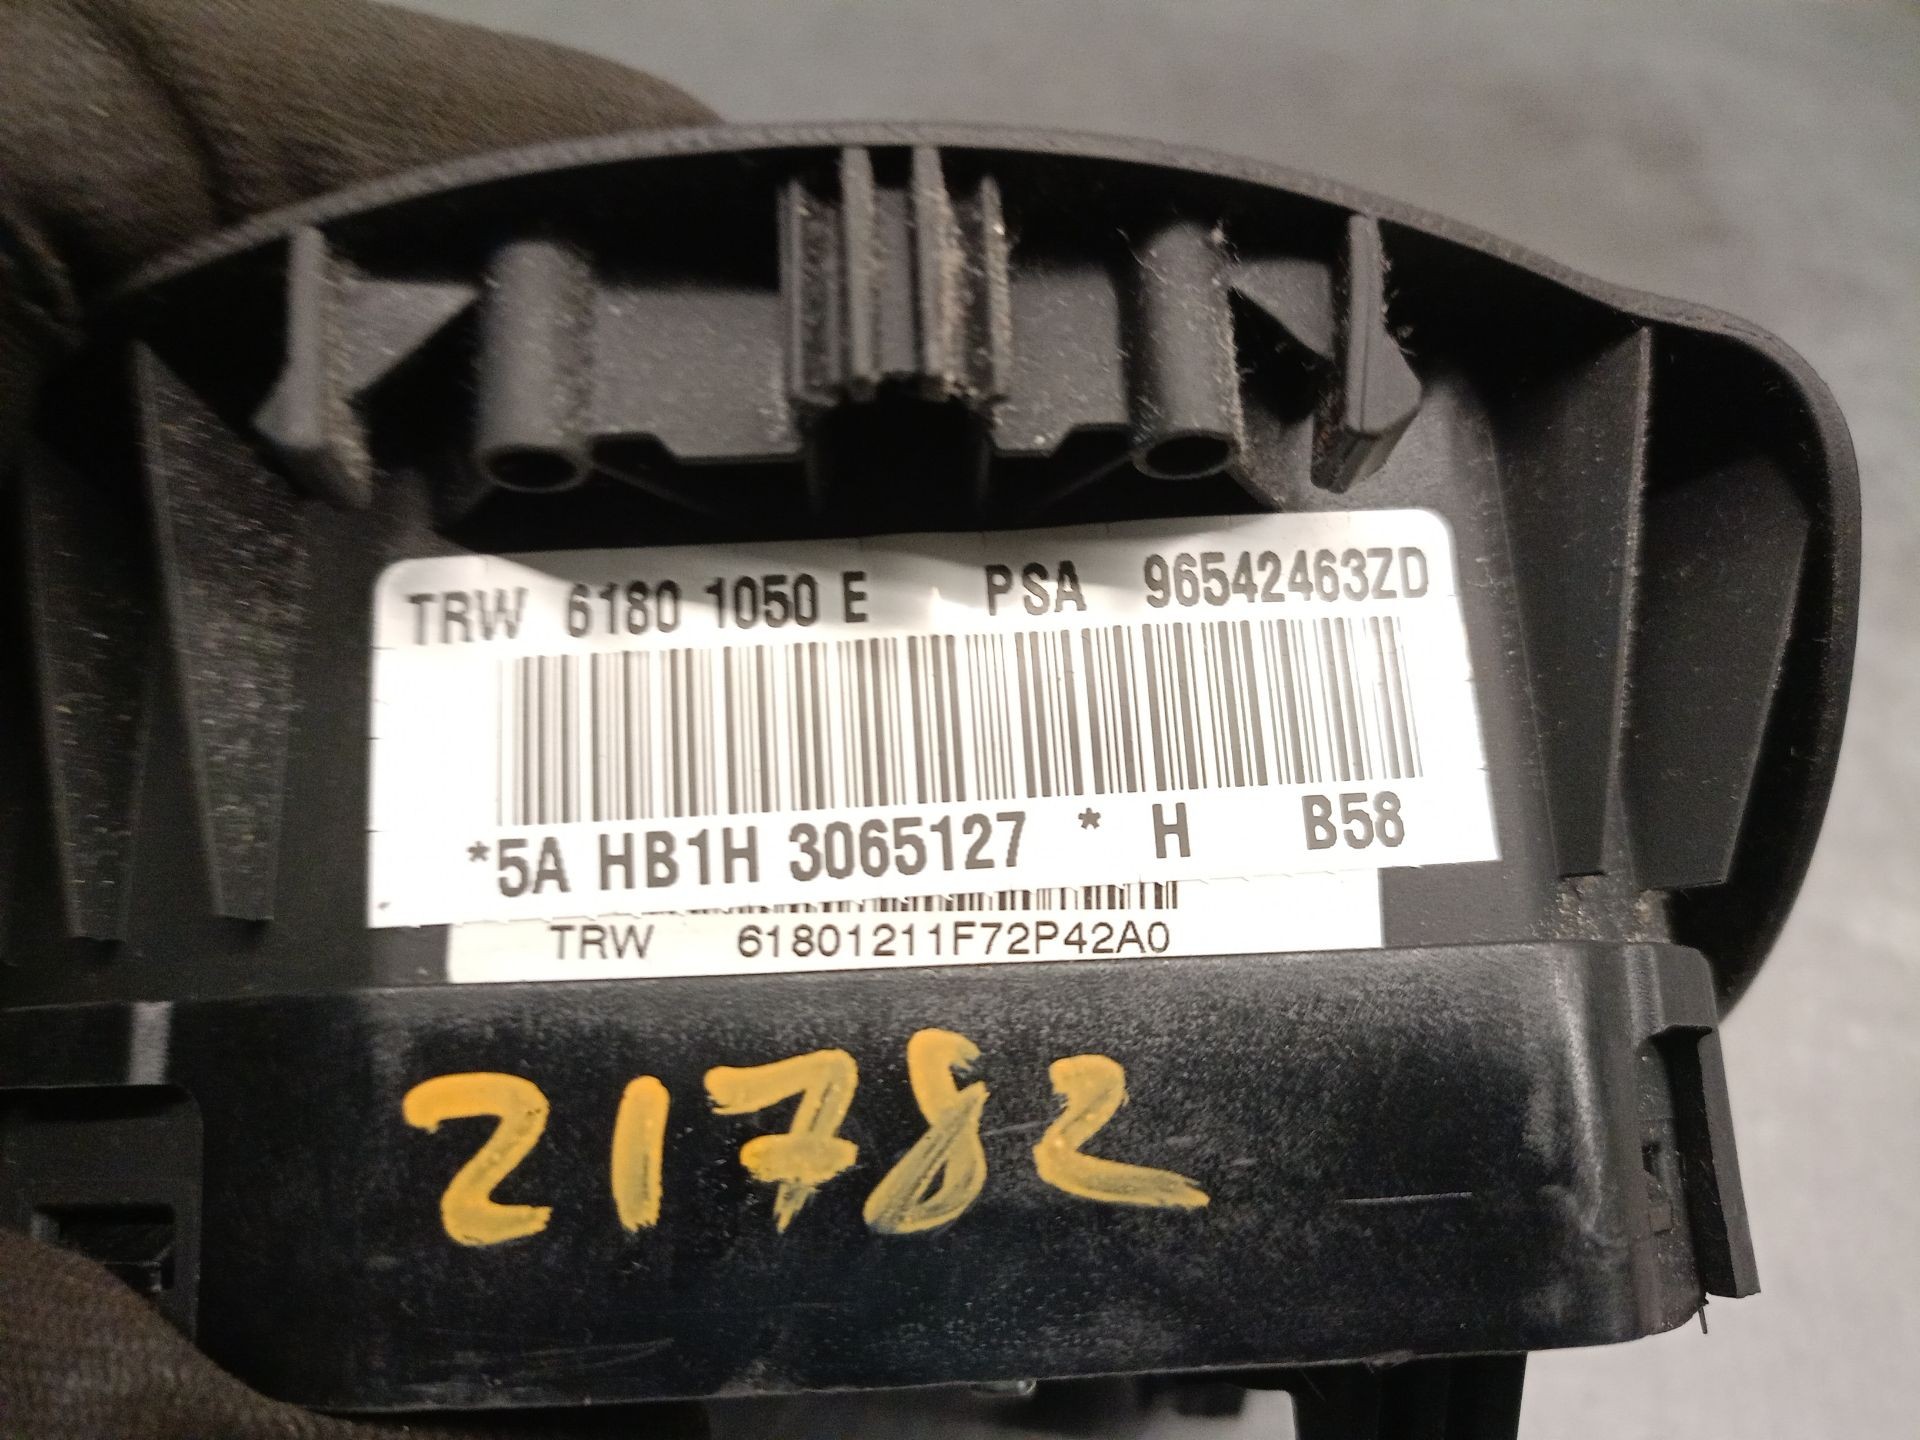 TRW 6180 1050 E PSA 96542463ZD
*5A HB1H 3065127 * H B58
TRW 61801211F72P42A0
21782